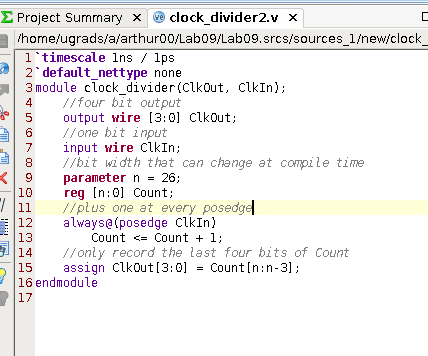 Project Summary × clock_divider2.v ×
/home/ugrads/a/arthur00/Lab09/Lab09.srcs/sources_1/new/clock_
1 `timescale 1ns / 1ps
2 `default_nettype none
3 module clock_divider(ClkOut, ClkIn);
4 //four bit output
5 output wire [3:0] ClkOut;
6 //one bit input
7 input wire ClkIn;
8 //bit width that can change at compile time
9 parameter n = 26;
10 reg [n:0] Count;
11 //plus one at every posedge
12 always@(posedge ClkIn)
13 Count <= Count + 1;
14 //only record the last four bits of Count
15 assign ClkOut[3:0] = Count[n:n-3];
16 endmodule
17